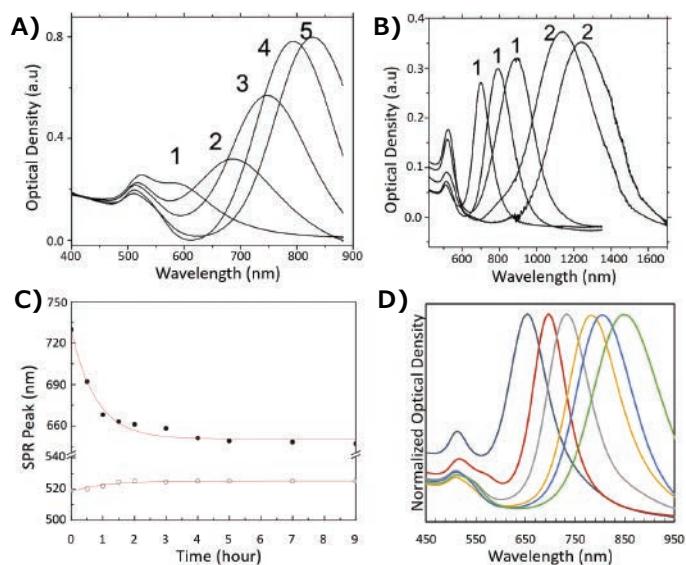 A)
Optical Density (a.u)
0.8
0.4
0.0
1
2
3
4
5
400 500 600 700 800 900
Wavelength (nm)
B)
Optical Density (a.u)
0.4
0.3
0.2
0.1
0.0
1 1 1 2 2
600 800 1000 1200 1400 1600
Wavelength (nm)
C)
SPR Peak (nm)
750
720
690
660
540
520
500
0 1 2 3 4 5 6 7 8 9
Time (hour)
D)
Normalized Optical Density
450 550 650 750 850 950
Wavelength (nm)